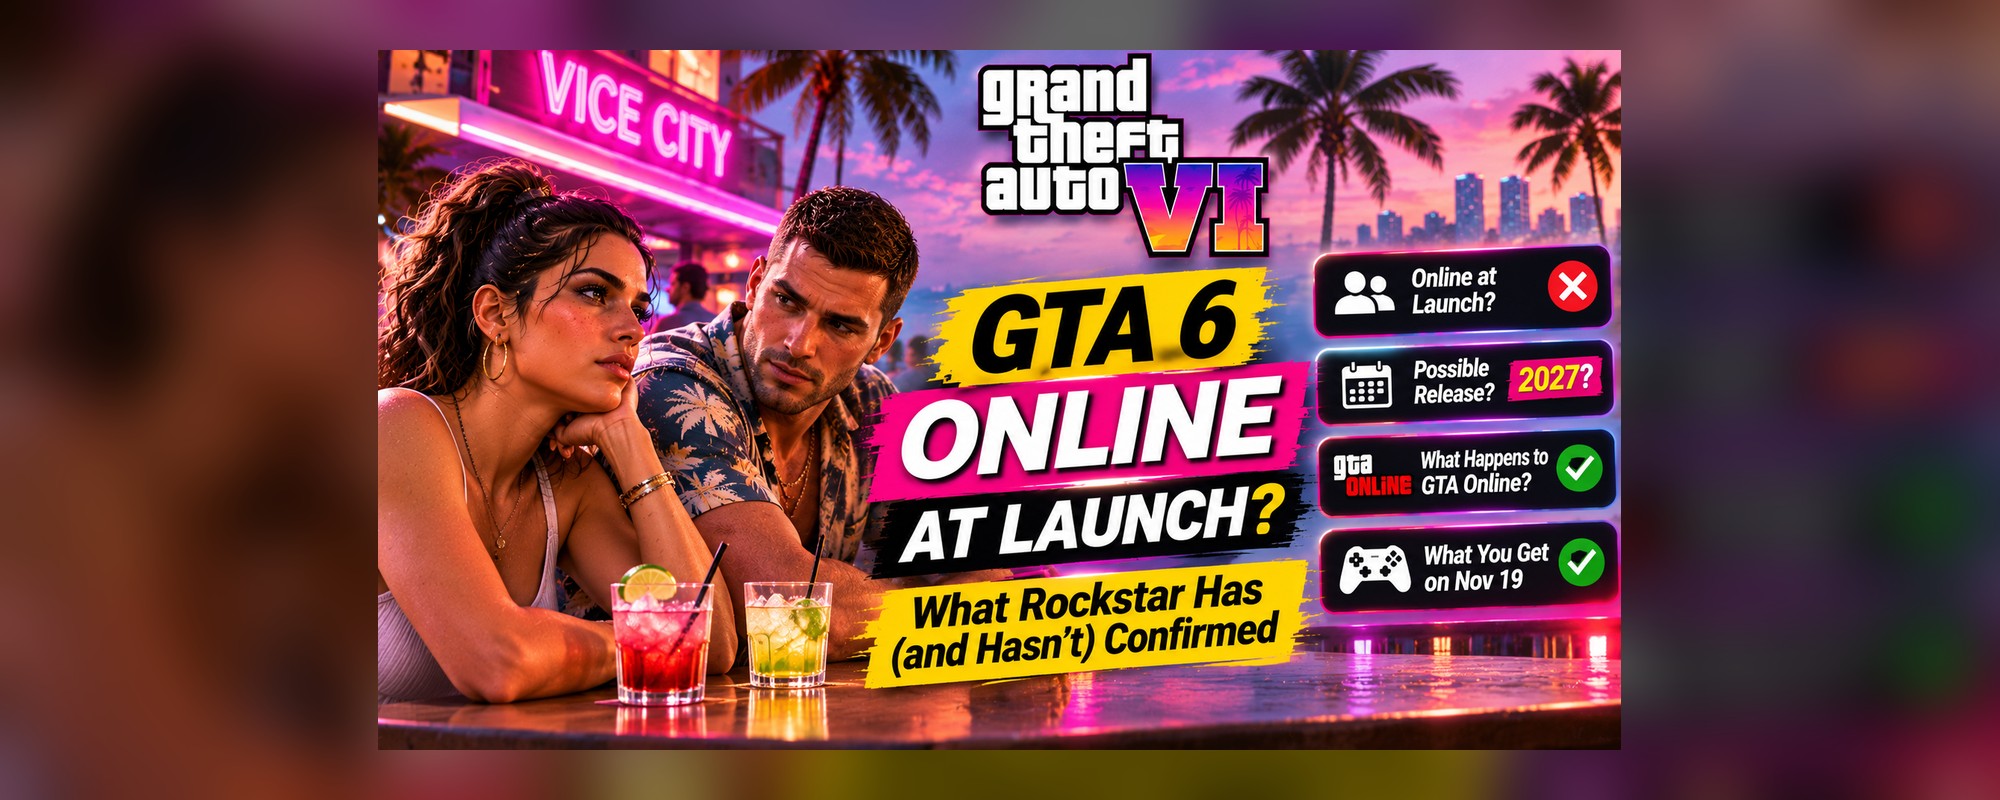 VICE CITY
grand
theft
auto VI
GTA 6
ONLINE
AT LAUNCH?
What Rockstar Has
(and Hasn't) Confirmed
Online at
Launch?
Possible
Release?
2027?
gta
ONLINE
What Happens to
GTA Online?
What You Get
on Nov 19